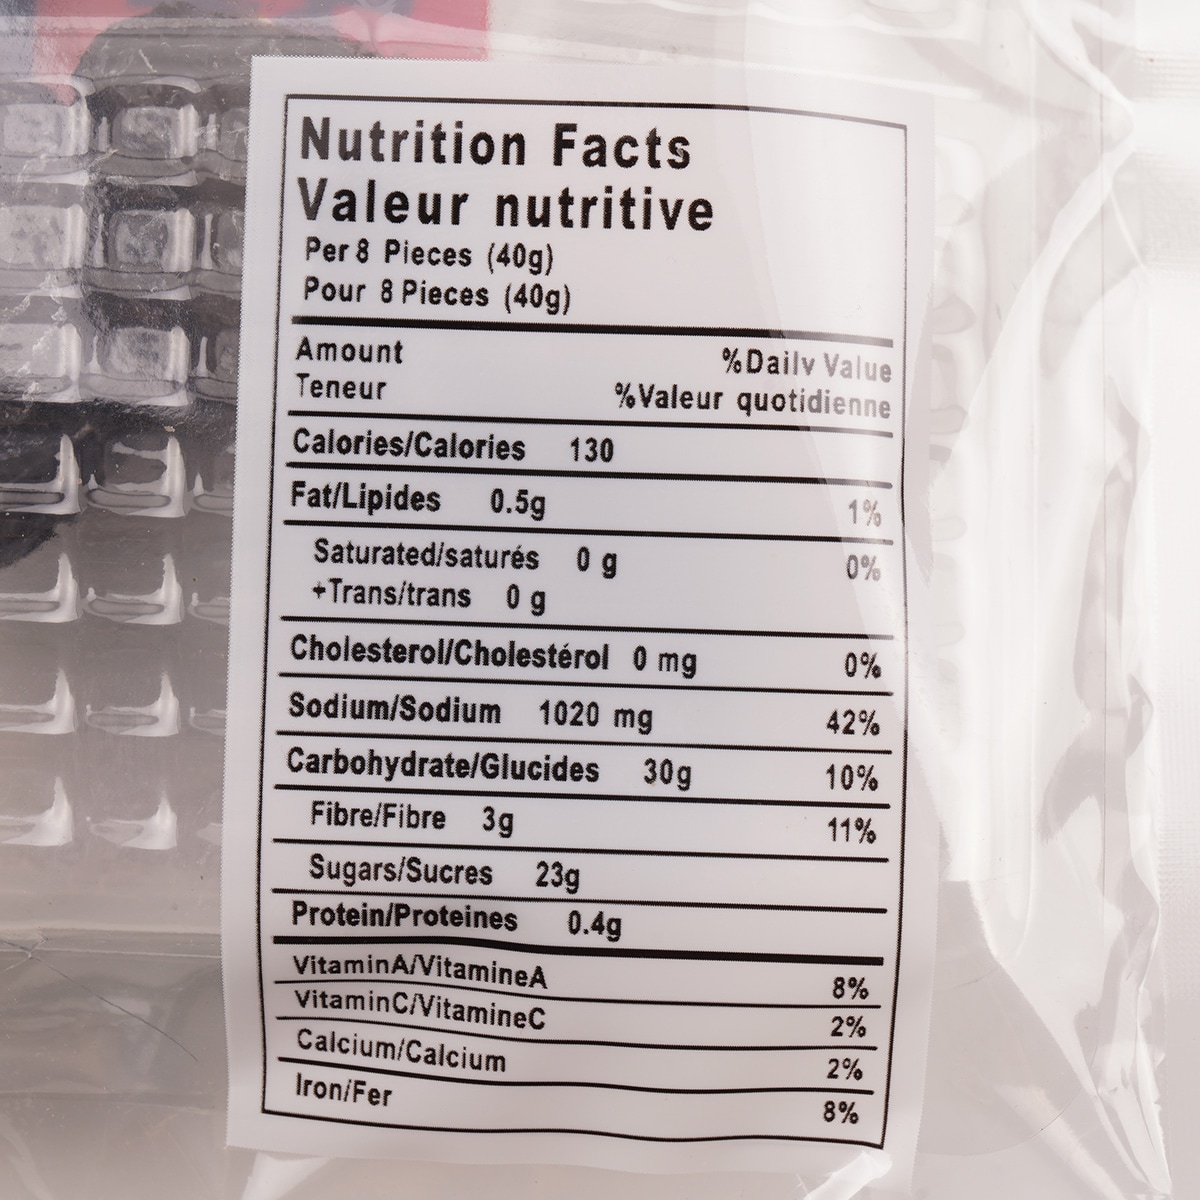 Nutrition Facts
Valeur nutritive
Per 8 Pieces (40g)
Pour 8 Pieces (40g)
Amount % Daily Value
Teneur % Valeur quotidienne
Calories/Calories 130
Fat/Lipides 0.5g 1%
Saturated/saturés 0 g 0%
+Trans/trans 0 g
Cholesterol/Cholestérol 0 mg 0%
Sodium/Sodium 1020 mg 42%
Carbohydrate/Glucides 30g 10%
Fibre/Fibre 3g 11%
Sugars/Sucres 23g
Protein/Proteines 0.4g
VitaminA/VitamineA 8%
VitaminC/VitamineC 2%
Calcium/Calcium 2%
Iron/Fer 8%